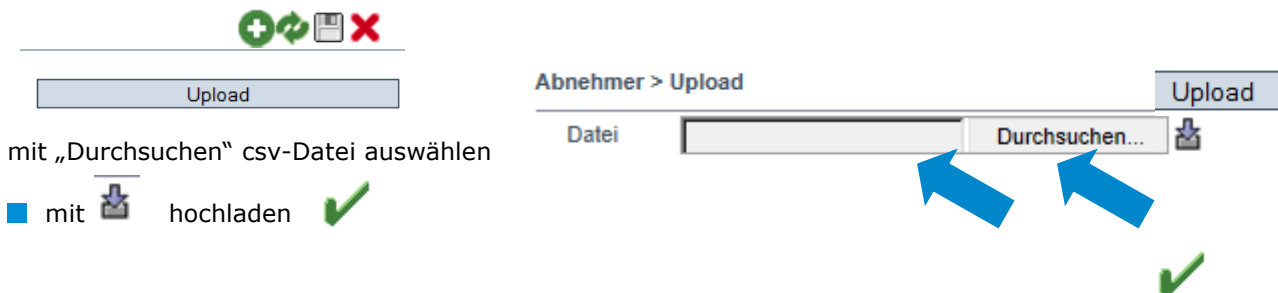 Upload
mit „Durchsuchen“ csv-Datei auswählen
mit hochladen
Abnehmer > Upload
Upload
Datei Durchsuchen...